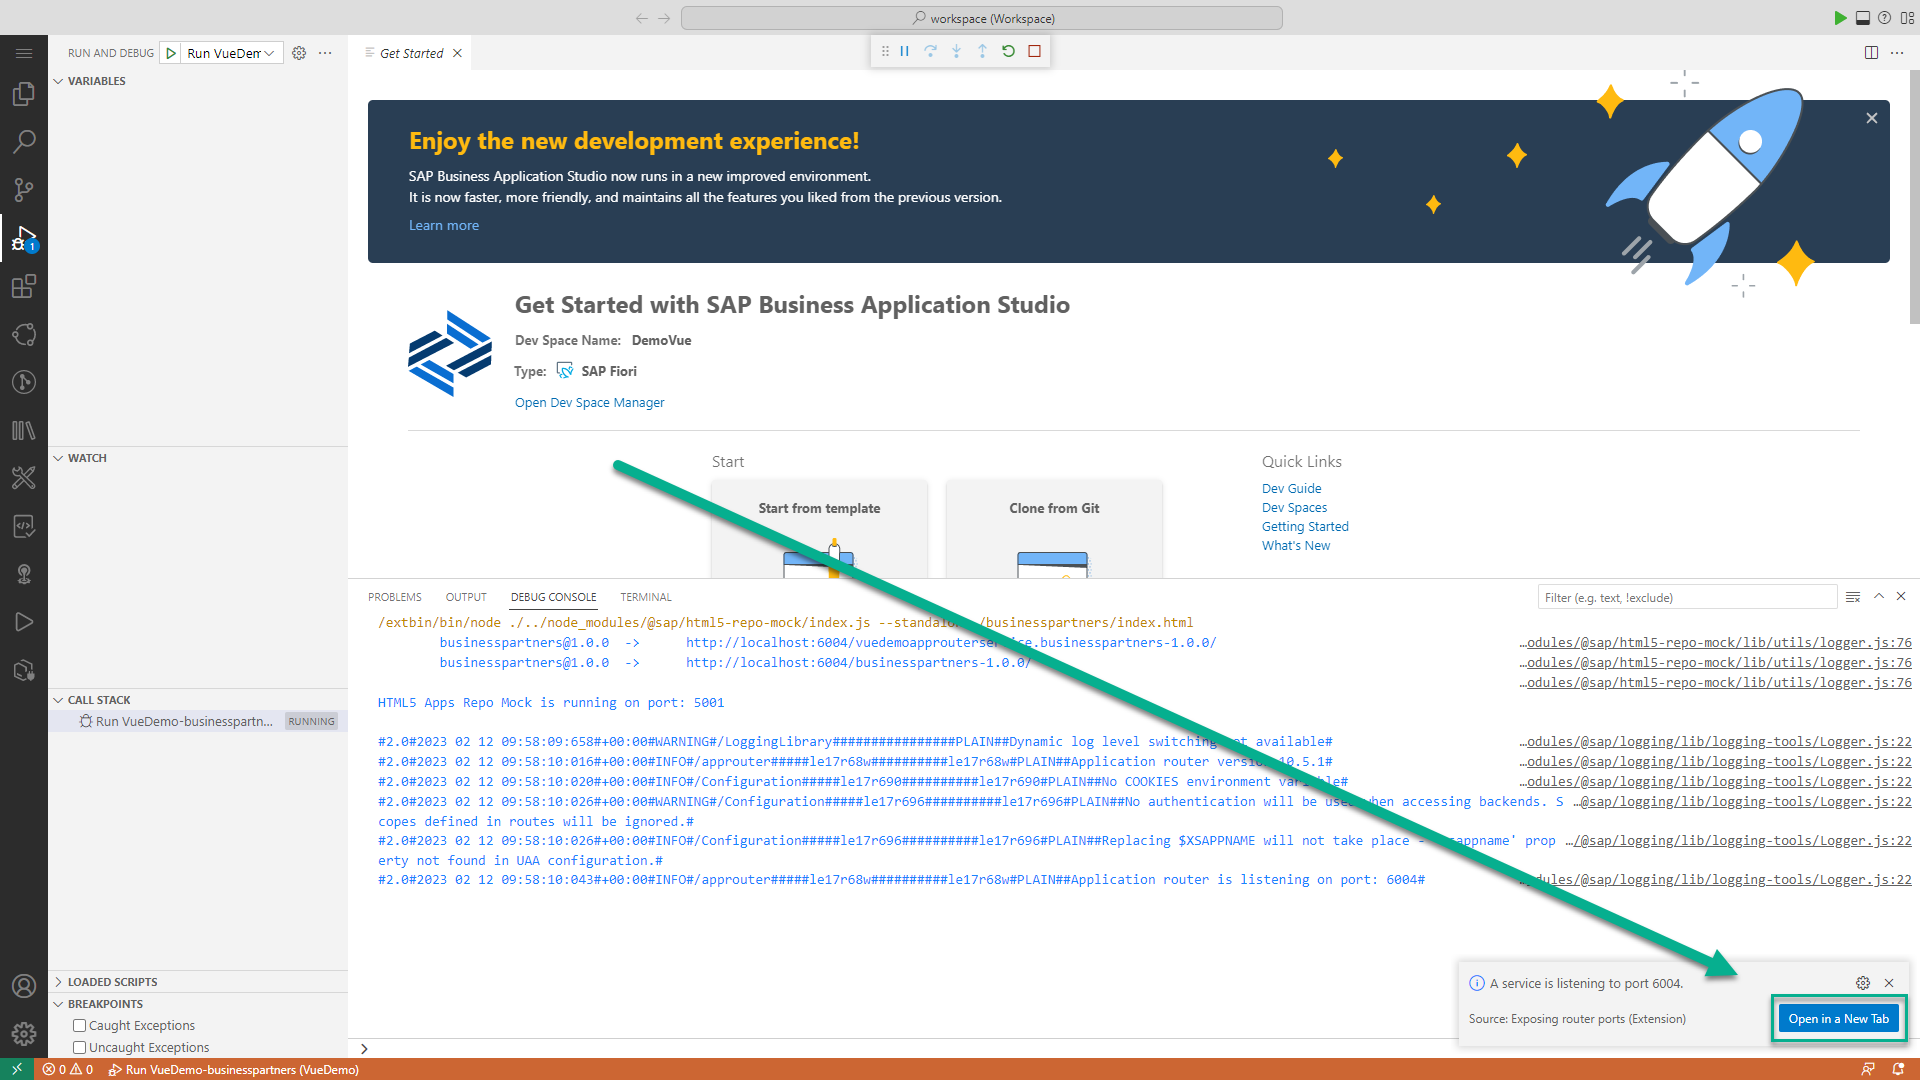 workspace (Workspace)
RUN AND DEBUG
Run VueDem
Get Started
VARIABLES
Enjoy the new development experience!
SAP Business Application Studio now runs in a new improved environment.
It is now faster, more friendly, and maintains all the features you liked from the previous version.
Learn more
1
Get Started with SAP Business Application Studio
Dev Space Name: DemoVue
Type: SAP Fiori
Open Dev Space Manager
WATCH
Start
Quick Links
Start from template
Clone from Git
Dev Guide
Dev Spaces
Getting Started
What's New
PROBLEMS
OUTPUT
DEBUG CONSOLE
TERMINAL
Filter (e.g. text, !exclude)
/extbin/bin/node ./../node_modules/@sap/html5-repo-mock/index.js --standalo /businesspartners/index.html
businesspartners@1.0.0 -> http://localhost:6004/vuedemoapprouterser ce.businesspartners-1.0.0/ …odules/@sap/html5-repo-mock/lib/utils/logger.js:76
businesspartners@1.0.0 -> http://localhost:6004/businesspartners-1.0.0/ …odules/@sap/html5-repo-mock/lib/utils/logger.js:76
…odules/@sap/html5-repo-mock/lib/utils/logger.js:76
CALL STACK
Run VueDemo-businesspartn... RUNNING
HTML5 Apps Repo Mock is running on port: 5001
#2.0#2023 02 12 09:58:09:658#+00:00#WARNING#/LoggingLibrary################PLAIN##Dynamic log level switching available# …odules/@sap/logging/lib/logging-tools/Logger.js:22
#2.0#2023 02 12 09:58:10:016#+00:00#INFO#/approuter#####le17r68w##########le17r68w#PLAIN##Application router 10.5.1# …odules/@sap/logging/lib/logging-tools/Logger.js:22
#2.0#2023 02 12 09:58:10:020#+00:00#INFO#/Configuration#####le17r690##########le17r690#PLAIN##No COOKIES environment variable# …odules/@sap/logging/lib/logging-tools/Logger.js:22
#2.0#2023 02 12 09:58:10:026#+00:00#WARNING#/Configuration#####le17r696##########le17r696#PLAIN##No authentication will be used when accessing backends. S …@sap/logging/lib/logging-tools/Logger.js:22
copes defined in routes will be ignored.#
#2.0#2023 02 12 09:58:10:026#+00:00#INFO#/Configuration#####le17r696##########le17r696#PLAIN##Replacing $XSAPPNAME will not take place - appname' prop …/@sap/logging/lib/logging-tools/Logger.js:22
erty not found in UAA configuration.#
#2.0#2023 02 12 09:58:10:043#+00:00#INFO#/approuter#####le17r68w##########le17r68w#PLAIN##Application router is listening on port: 6004# dules/@sap/logging/lib/logging-tools/Logger.js:22
LOADED SCRIPTS
BREAKPOINTS
Caught Exceptions
Uncaught Exceptions
A service is listening to port 6004.
Source: Exposing router ports (Extension)
Open in a New Tab
0 0 Run VueDemo-businesspartners (VueDemo)